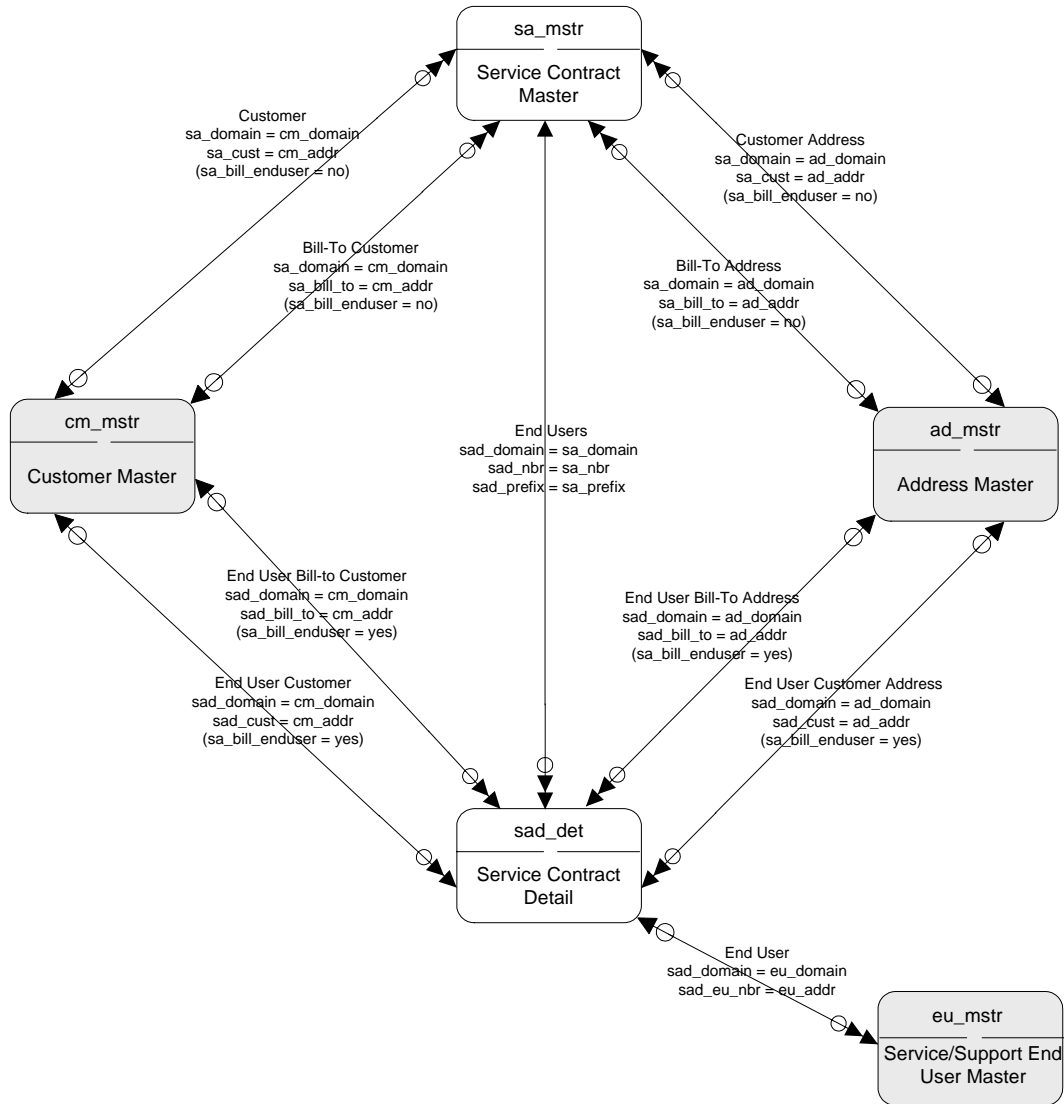 sa_mstr
Service Contract
Master
Customer
sa_domain = cm_domain
sa_cust = cm_addr
(sa_bill_enduser = no)
Customer Address
sa_domain = ad_domain
sa_cust = ad_addr
(sa_bill_enduser = no)
Bill-To Customer
sa_domain = cm_domain
sa_bill_to = cm_addr
(sa_bill_enduser = no)
Bill-To Address
sa_domain = ad_domain
sa_bill_to = ad_addr
(sa_bill_enduser = no)
cm_mstr
Customer Master
End Users
sad_domain = sa_domain
sad_nbr = sa_nbr
sad_prefix = sa_prefix
ad_mstr
Address Master
End User Bill-to Customer
sad_domain = cm_domain
sad_bill_to = cm_addr
(sa_bill_enduser = yes)
End User Bill-To Address
sad_domain = ad_domain
sad_bill_to = ad_addr
(sa_bill_enduser = yes)
End User Customer
sad_domain = cm_domain
sad_cust = cm_addr
(sa_bill_enduser = yes)
End User Customer Address
sad_domain = ad_domain
sad_cust = ad_addr
(sa_bill_enduser = yes)
sad_det
Service Contract
Detail
End User
sad_domain = eu_domain
sad_eu_nbr = eu_addr
eu_mstr
Service/Support End
User Master